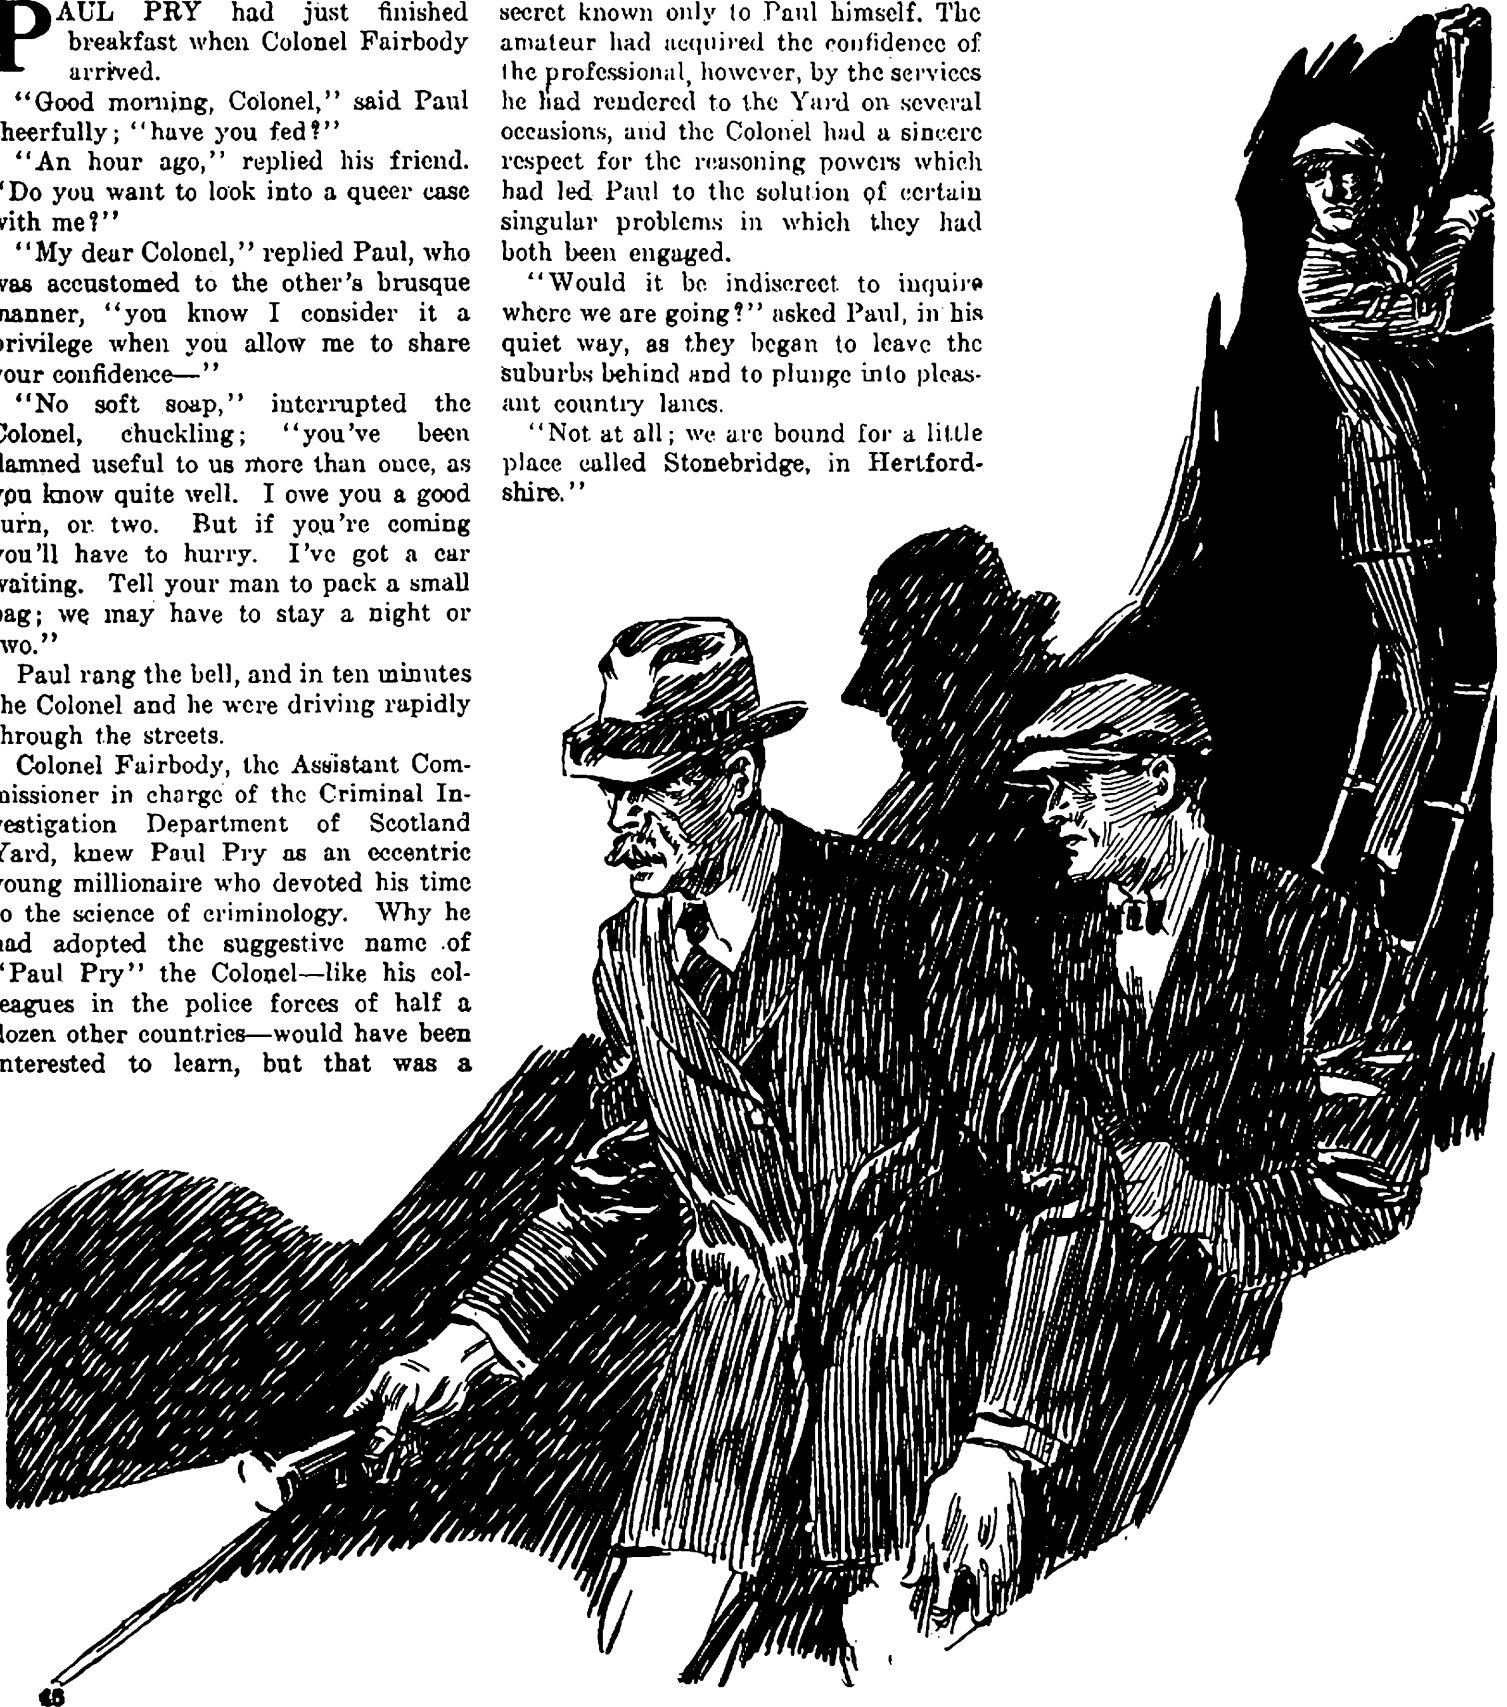 PAUL PRY had just finished
breakfast when Colonel Fairbody
arrived.
"Good morning, Colonel," said Paul
heerfully; "have you fed?"
"An hour ago," replied his friend.
'Do you want to look into a queer case
vith me?"
"My dear Colonel," replied Paul, who
was accustomed to the other's brusque
nanner, "you know I consider it a
privilege when you allow me to share
your confidence—"
"No soft soap," interrupted the
Colonel, chuckling; "you've been
damned useful to us more than once, as
you know quite well. I owe you a good
turn, or two. But if you're coming
you'll have to hurry. I've got a car
waiting. Tell your man to pack a small
bag; we may have to stay a night or
two."
Paul rang the bell, and in ten minutes
the Colonel and he were driving rapidly
through the streets.
Colonel Fairbody, the Assistant Com-
missioner in charge of the Criminal In-
vestigation Department of Scotland
Yard, knew Paul Pry as an eccentric
young millionaire who devoted his time
to the science of criminology. Why he
had adopted the suggestive name of
"Paul Pry" the Colonel—like his col-
leagues in the police forces of half a
dozen other countries—would have been
interested to learn, but that was a
secret known only to Paul himself. The
amateur had acquired the confidence of
the professional, however, by the services
he had rendered to the Yard on several
occasions, and the Colonel had a sincere
respect for the reasoning powers which
had led Paul to the solution of certain
singular problems in which they had
both been engaged.
"Would it be indiscreet to inquire
where we are going?" asked Paul, in his
quiet way, as they began to leave the
suburbs behind and to plunge into pleas-
ant country lanes.
"Not at all; we are bound for a little
place called Stonebridge, in Hertford-
shire."
46